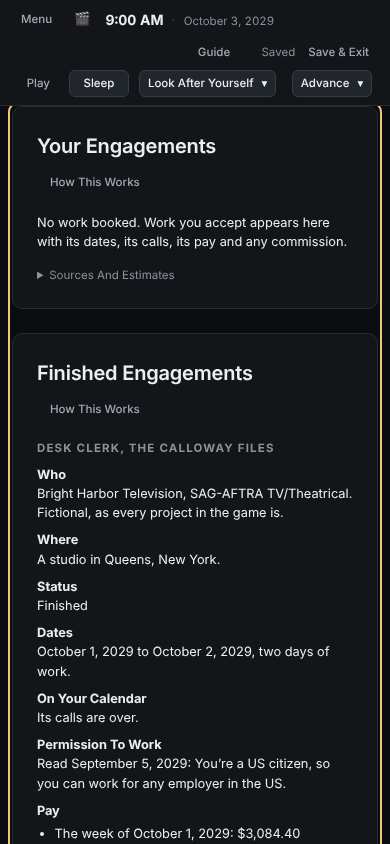 Menu 🎬 9:00 AM · October 3, 2029
Guide Saved Save & Exit
Play Sleep Look After Yourself ▼ Advance ▼
Your Engagements
How This Works
No work booked. Work you accept appears here
with its dates, its calls, its pay and any commission.
▶ Sources And Estimates
Finished Engagements
How This Works
DESK CLERK, THE CALLOWAY FILES
Who
Bright Harbor Television, SAG-AFTRA TV/Theatrical.
Fictional, as every project in the game is.
Where
A studio in Queens, New York.
Status
Finished
Dates
October 1, 2029 to October 2, 2029, two days of
work.
On Your Calendar
Its calls are over.
Permission To Work
Read September 5, 2029: You’re a US citizen, so
you can work for any employer in the US.
Pay
• The week of October 1, 2029: $3,084.40